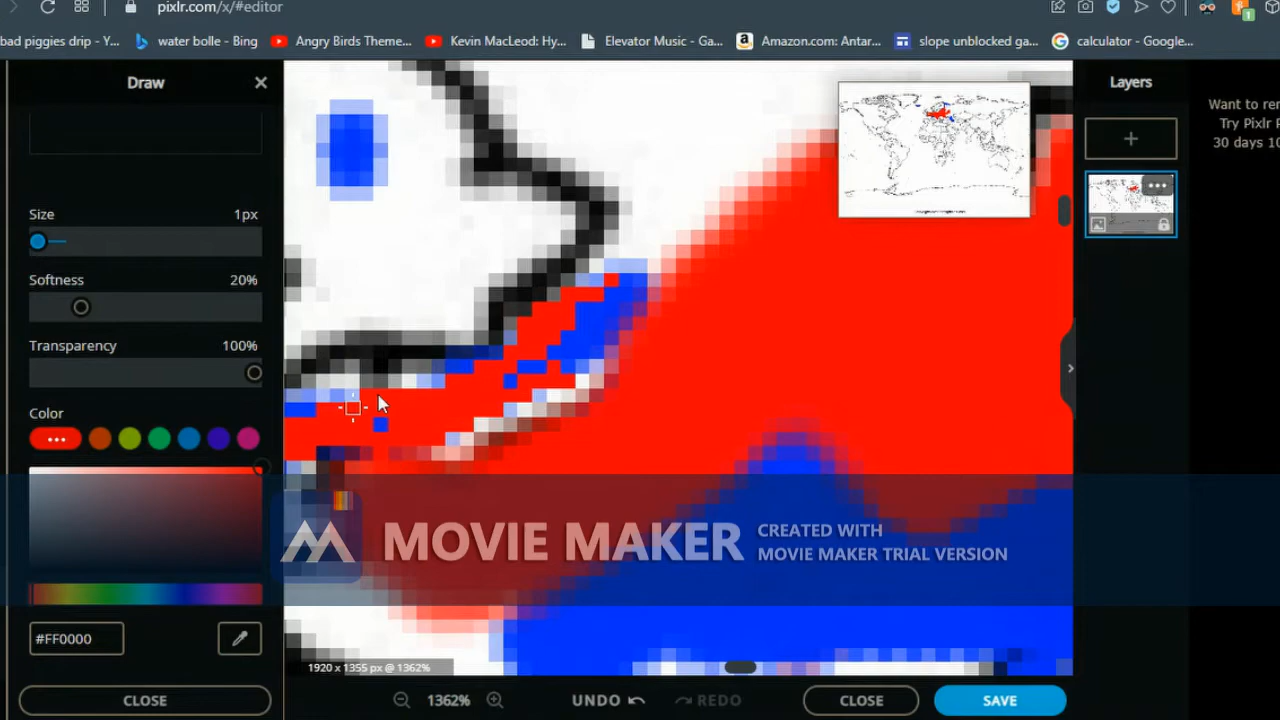 pixlr.com/x/#editor
bad piggies drip - Y...
water bolle - Bing
Angry Birds Theme...
Kevin MacLeod: Hy...
Elevator Music - Ga...
Amazon.com: Antar...
slope unblocked ga...
calculator - Google...
Draw
Size 1px
Softness 20%
Transparency 100%
Color
#FF0000
CLOSE
MOVIE MAKER
CREATED WITH
MOVIE MAKER TRIAL VERSION
1920 x 1355 px @ 1362%
1362%
UNDO
REDO
CLOSE
SAVE
Layers
Want to rer
Try Pixlr P
30 days 10
1